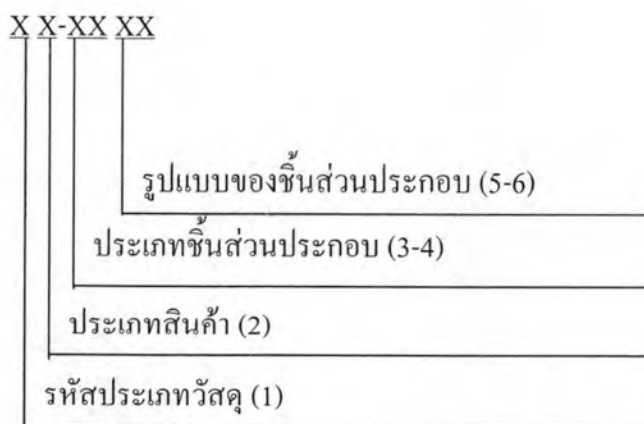 X X-XX XX
รูปแบบของชิ้นส่วนประกอบ (5-6)
ประเภทชิ้นส่วนประกอบ (3-4)
ประเภทสินค้า (2)
รหัสประเภทวัสดุ (1)